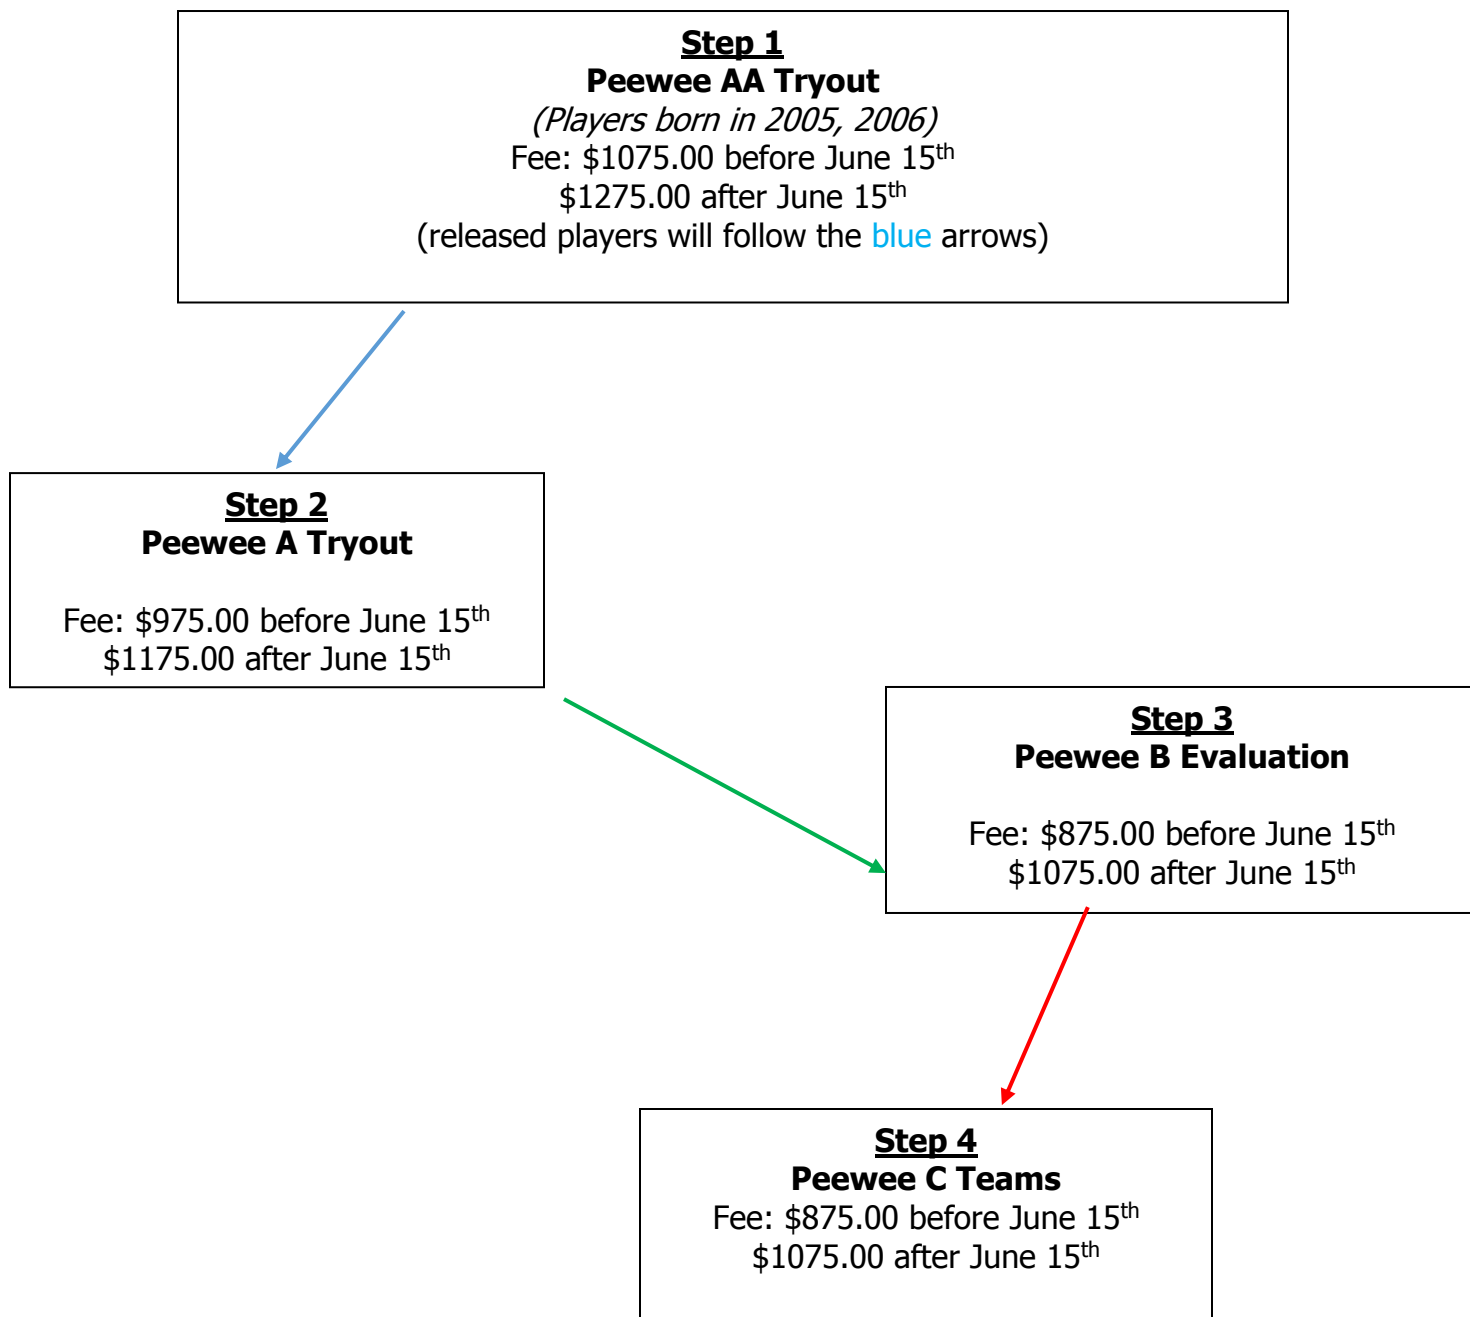 Step 1
Peewee AA Tryout
(Players born in 2005, 2006)
Fee: $1075.00 before June 15th
$1275.00 after June 15th
(released players will follow the blue arrows)
Step 2
Peewee A Tryout
Fee: $975.00 before June 15th
$1175.00 after June 15th
Step 3
Peewee B Evaluation
Fee: $875.00 before June 15th
$1075.00 after June 15th
Step 4
Peewee C Teams
Fee: $875.00 before June 15th
$1075.00 after June 15th